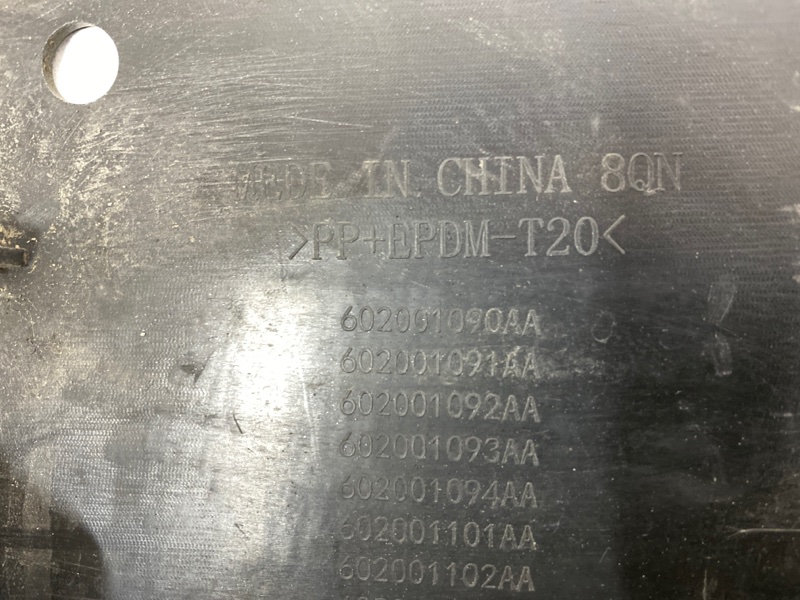 MADE IN CHINA 8QN
>PP+EPDM-T20<
602001090AA
602001091AA
602001092AA
602001093AA
602001094AA
602001101AA
602001102AA